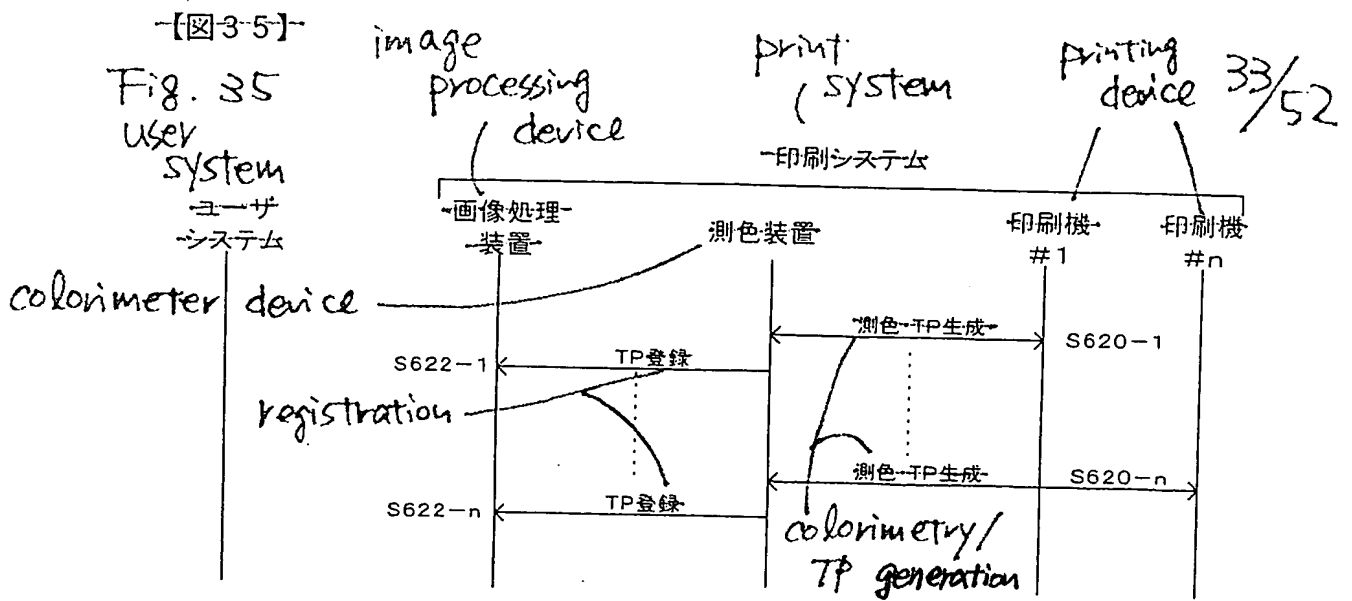 【図35】
Fig. 35
user
system
ユーザ
システム
image
processing
device
print
system
printing
device
33/52
印刷システム
画像処理
装置
測色装置
印刷機
#1
印刷機
#n
colorimeter device
測色・TP生成
S620-1
S622-1
TP登録
registration
測色・TP生成
S620-n
S622-n
TP登録
colorimetry/
TP generation